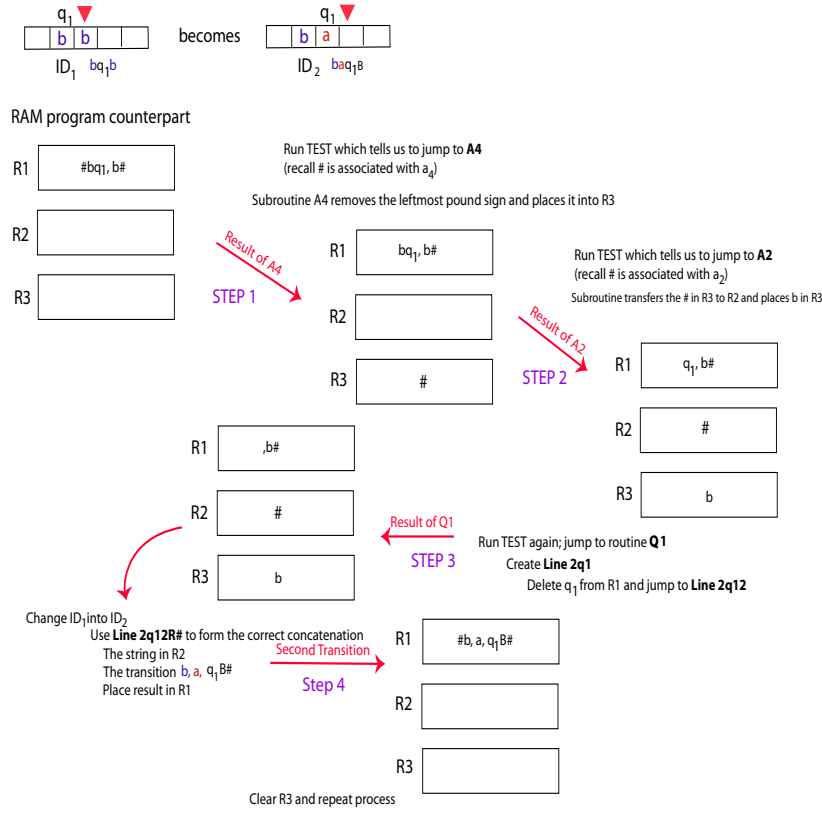 q1 q1
b b becomes b a
ID1 bq1b ID2 baq1B
RAM program counterpart
Run TEST which tells us to jump to A4
(recall # is associated with a4)
R1 #bq1, b#
Subroutine A4 removes the leftmost pound sign and places it into R3
R2
R3
Result of A4
STEP 1
R1 bq1, b#
R2
R3 #
Run TEST which tells us to jump to A2
(recall # is associated with a2)
Subroutine transfers the # in R3 to R2 and places b in R3
Result of A2
STEP 2
R1 q1, b#
R2 #
R3 b
R1 ,b#
R2 #
R3 b
Result of Q1
STEP 3
Run TEST again; jump to routine Q1
Create Line 2q1
Delete q1 from R1 and jump to Line 2q12
Change ID1into ID2
Use Line 2q12R# to form the correct concatenation
The string in R2
The transition b, a, q1B#
Place result in R1
Second Transition
Step 4
R1 #b, a, q1B#
R2
R3
Clear R3 and repeat process